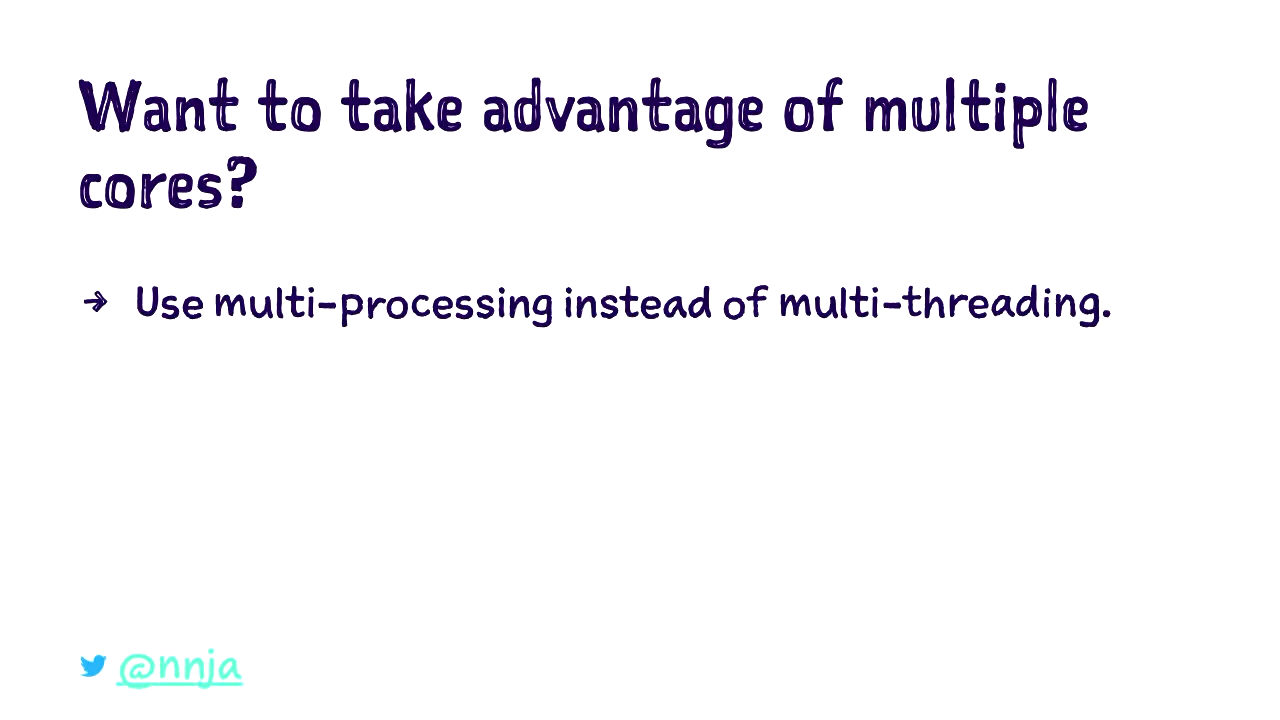 Want to take advantage of multiple
cores?
→ Use multi-processing instead of multi-threading.
@nnja